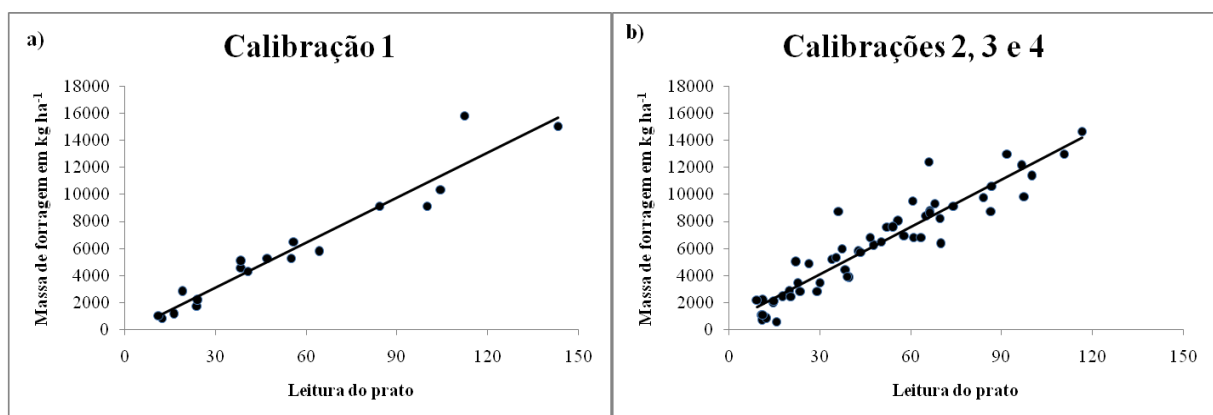 a)
Calibração 1
Massa de forragem em kg ha-1
18000
16000
14000
12000
10000
8000
6000
4000
2000
0
0 30 60 90 120 150
Leitura do prato
b)
Calibrações 2, 3 e 4
Massa de forragem em kg ha-1
18000
16000
14000
12000
10000
8000
6000
4000
2000
0
0 30 60 90 120 150
Leitura do prato